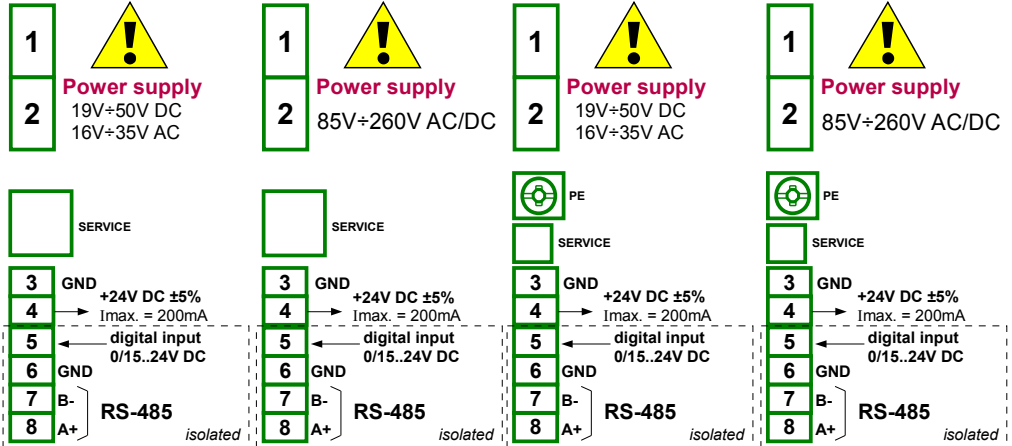 1
2
Power supply
19V÷50V DC
16V÷35V AC
SERVICE
3 GND
4 +24V DC ±5%
Imax. = 200mA
5 digital input
0/15..24V DC
6 GND
7 B-
8 A+
RS-485
isolated
1
2
Power supply
85V÷260V AC/DC
SERVICE
3 GND
4 +24V DC ±5%
Imax. = 200mA
5 digital input
0/15..24V DC
6 GND
7 B-
8 A+
RS-485
isolated
1
2
Power supply
19V÷50V DC
16V÷35V AC
PE
SERVICE
3 GND
4 +24V DC ±5%
Imax. = 200mA
5 digital input
0/15..24V DC
6 GND
7 B-
8 A+
RS-485
isolated
1
2
Power supply
85V÷260V AC/DC
PE
SERVICE
3 GND
4 +24V DC ±5%
Imax. = 200mA
5 digital input
0/15..24V DC
6 GND
7 B-
8 A+
RS-485
isolated